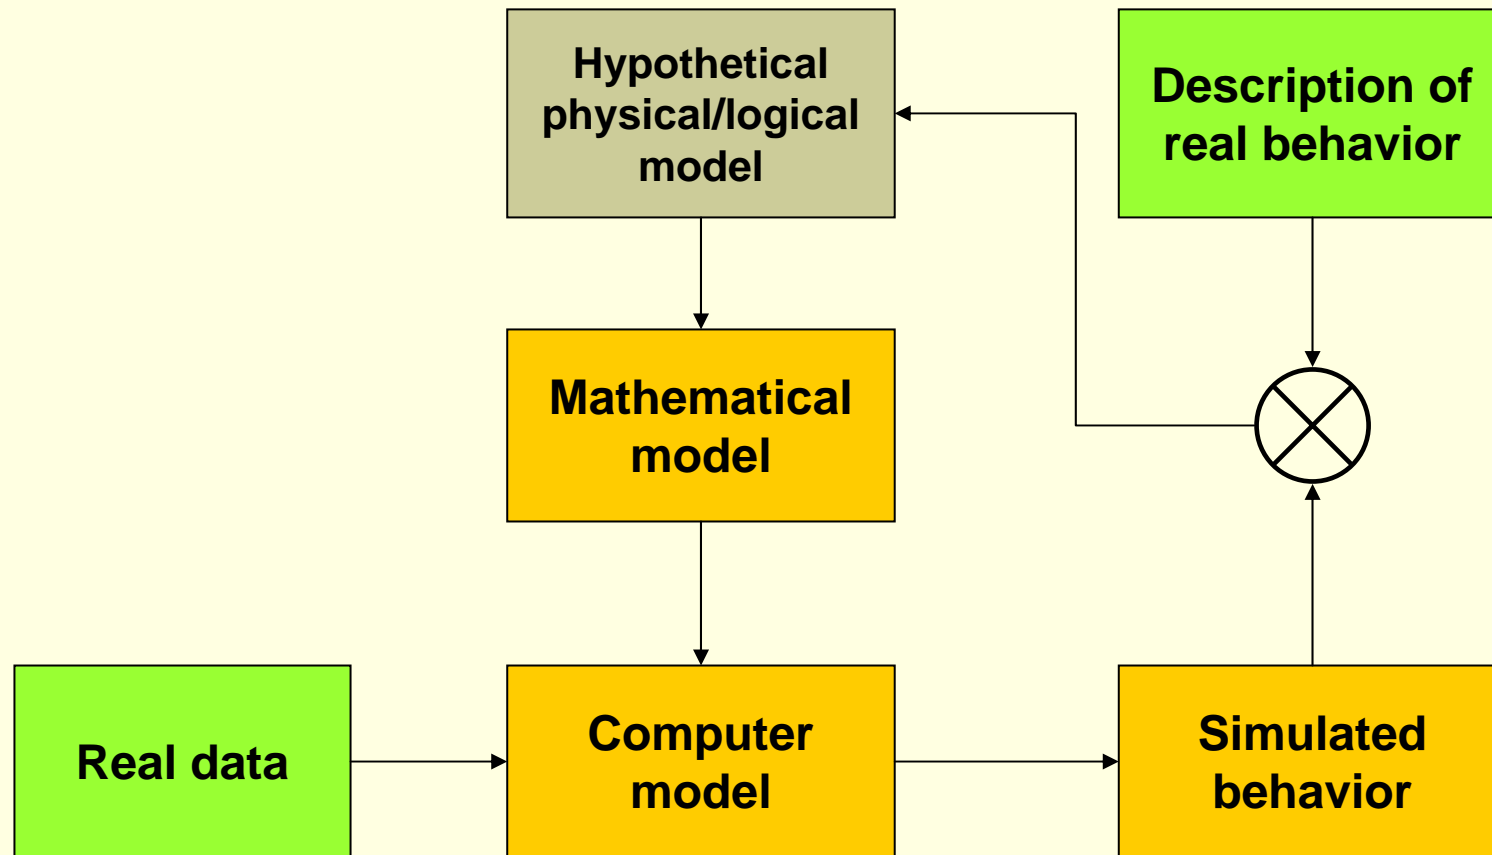 Hypothetical
physical/logical
model
Description of
real behavior
Mathematical
model
Real data
Computer
model
Simulated
behavior